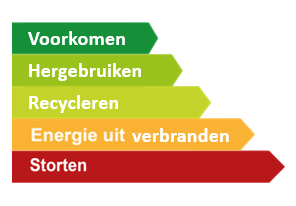 Voorkomen
Hergebruiken
Recycleren
Energie uit verbranden
Storten